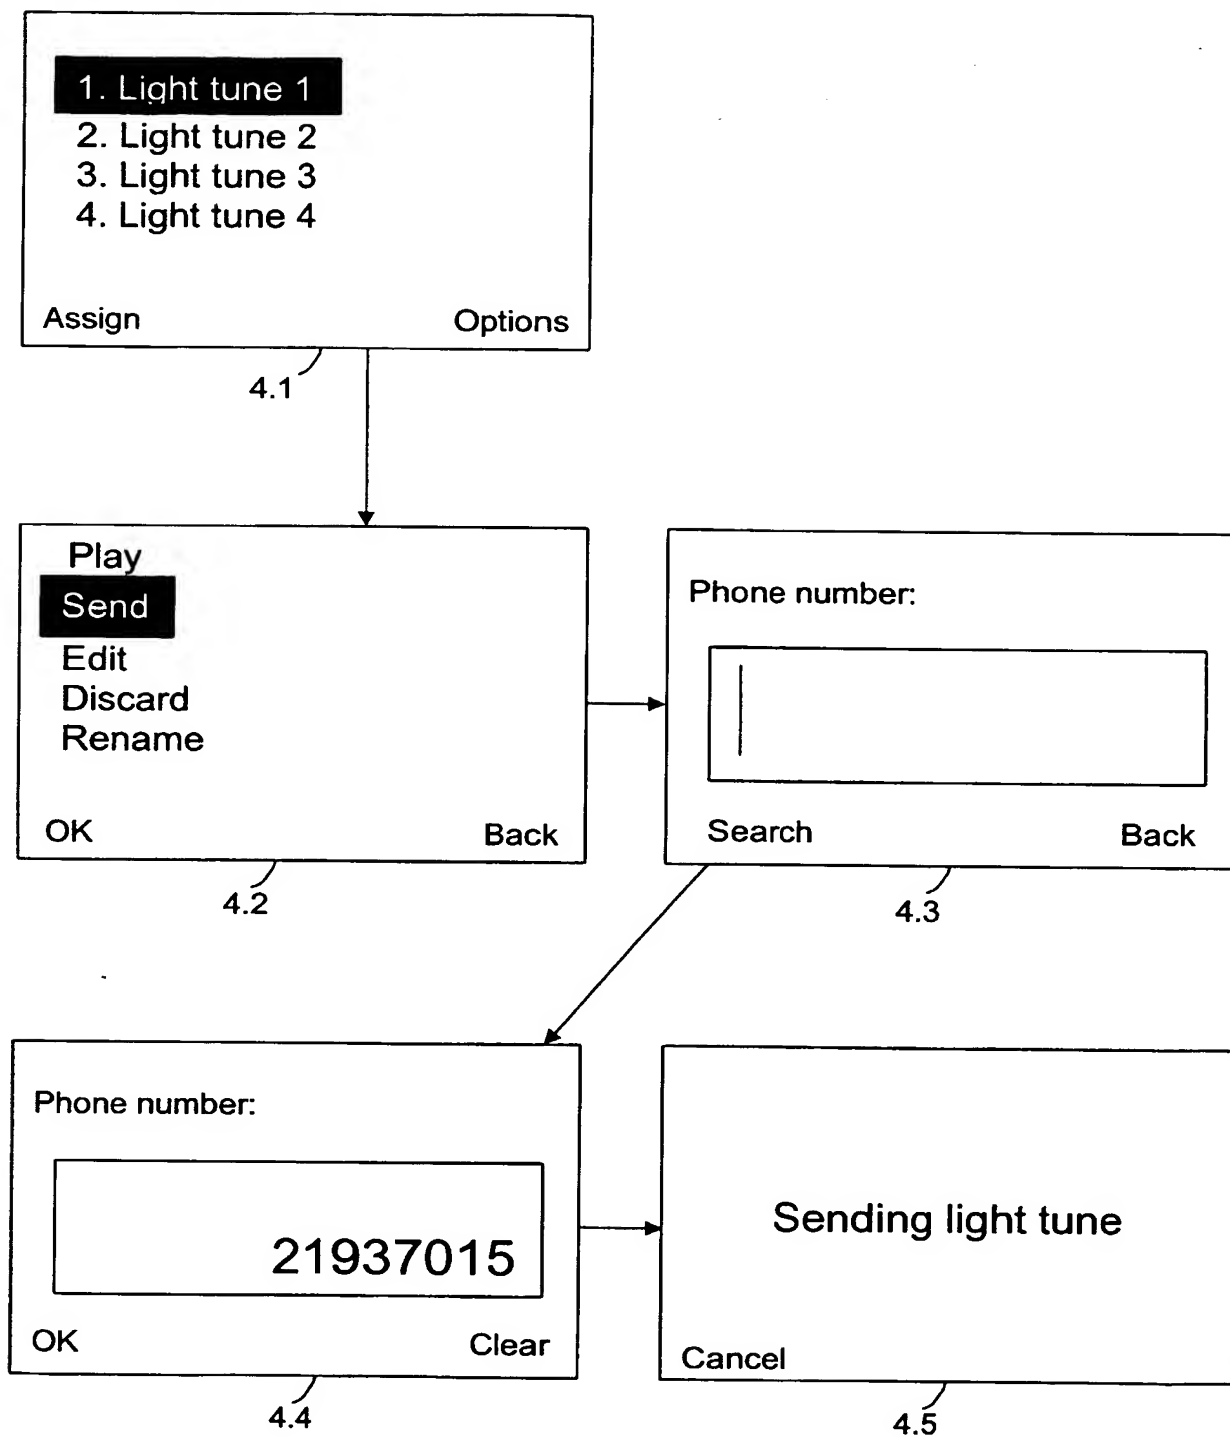 1. Light tune 1
2. Light tune 2
3. Light tune 3
4. Light tune 4
Assign Options
4.1
Play
Send
Edit
Discard
Rename
OK Back
4.2
Phone number:
Search Back
4.3
Phone number:
21937015
OK Clear
4.4
Sending light tune
Cancel
4.5